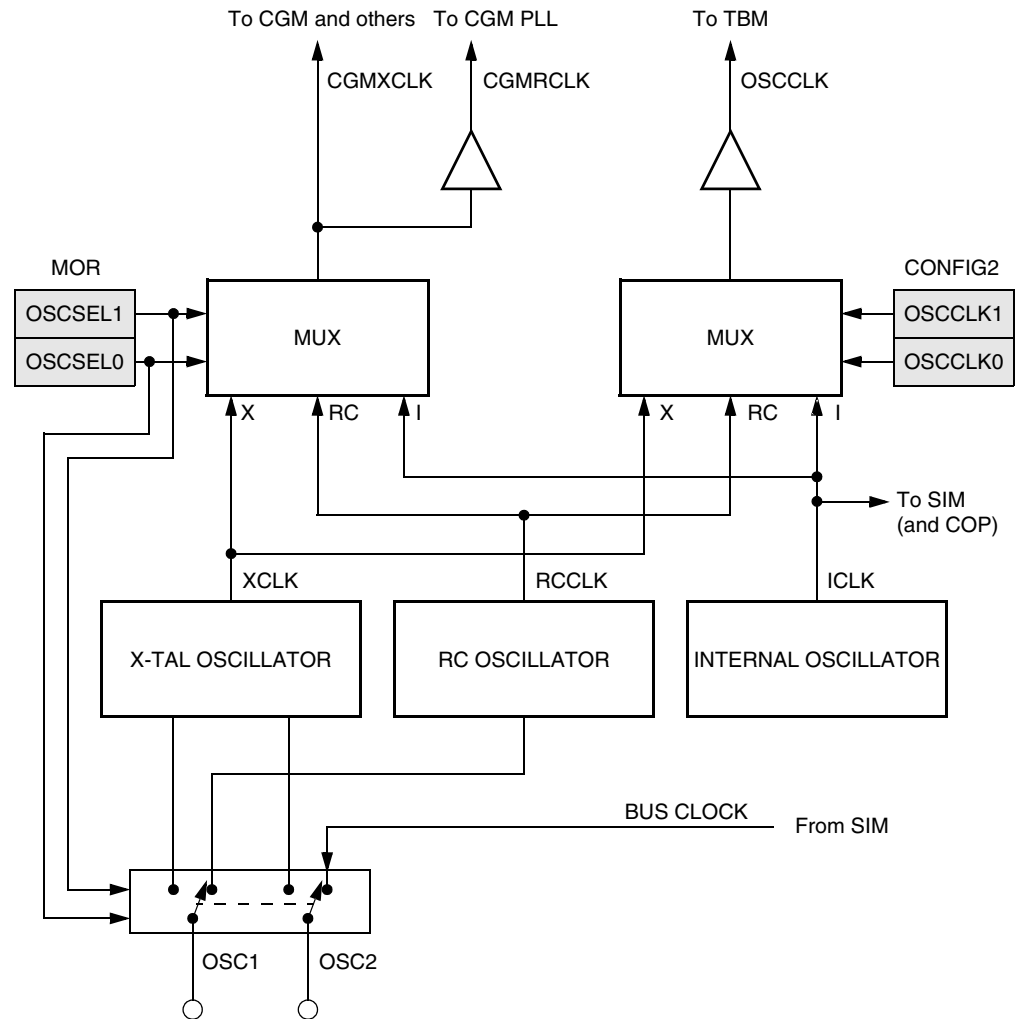 To CGM and others
To CGM PLL
To TBM
CGMXCLK
CGMRCLK
OSCCLK
MOR
CONFIG2
OSCSEL1
OSCSEL0
MUX
MUX
OSCCLK1
OSCCLK0
X
RC
I
X
RC
I
To SIM
(and COP)
XCLK
RCCLK
ICLK
X-TAL OSCILLATOR
RC OSCILLATOR
INTERNAL OSCILLATOR
BUS CLOCK
From SIM
OSC1
OSC2